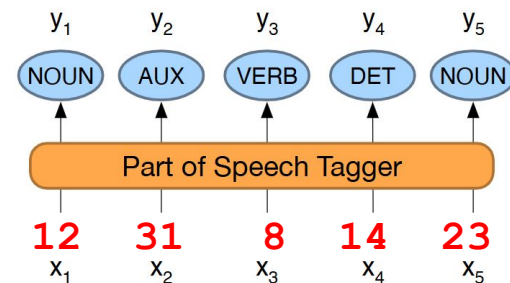 y1 y2 y3 y4 y5
NOUN AUX VERB DET NOUN
Part of Speech Tagger
12 31 8 14 23
x1 x2 x3 x4 x5